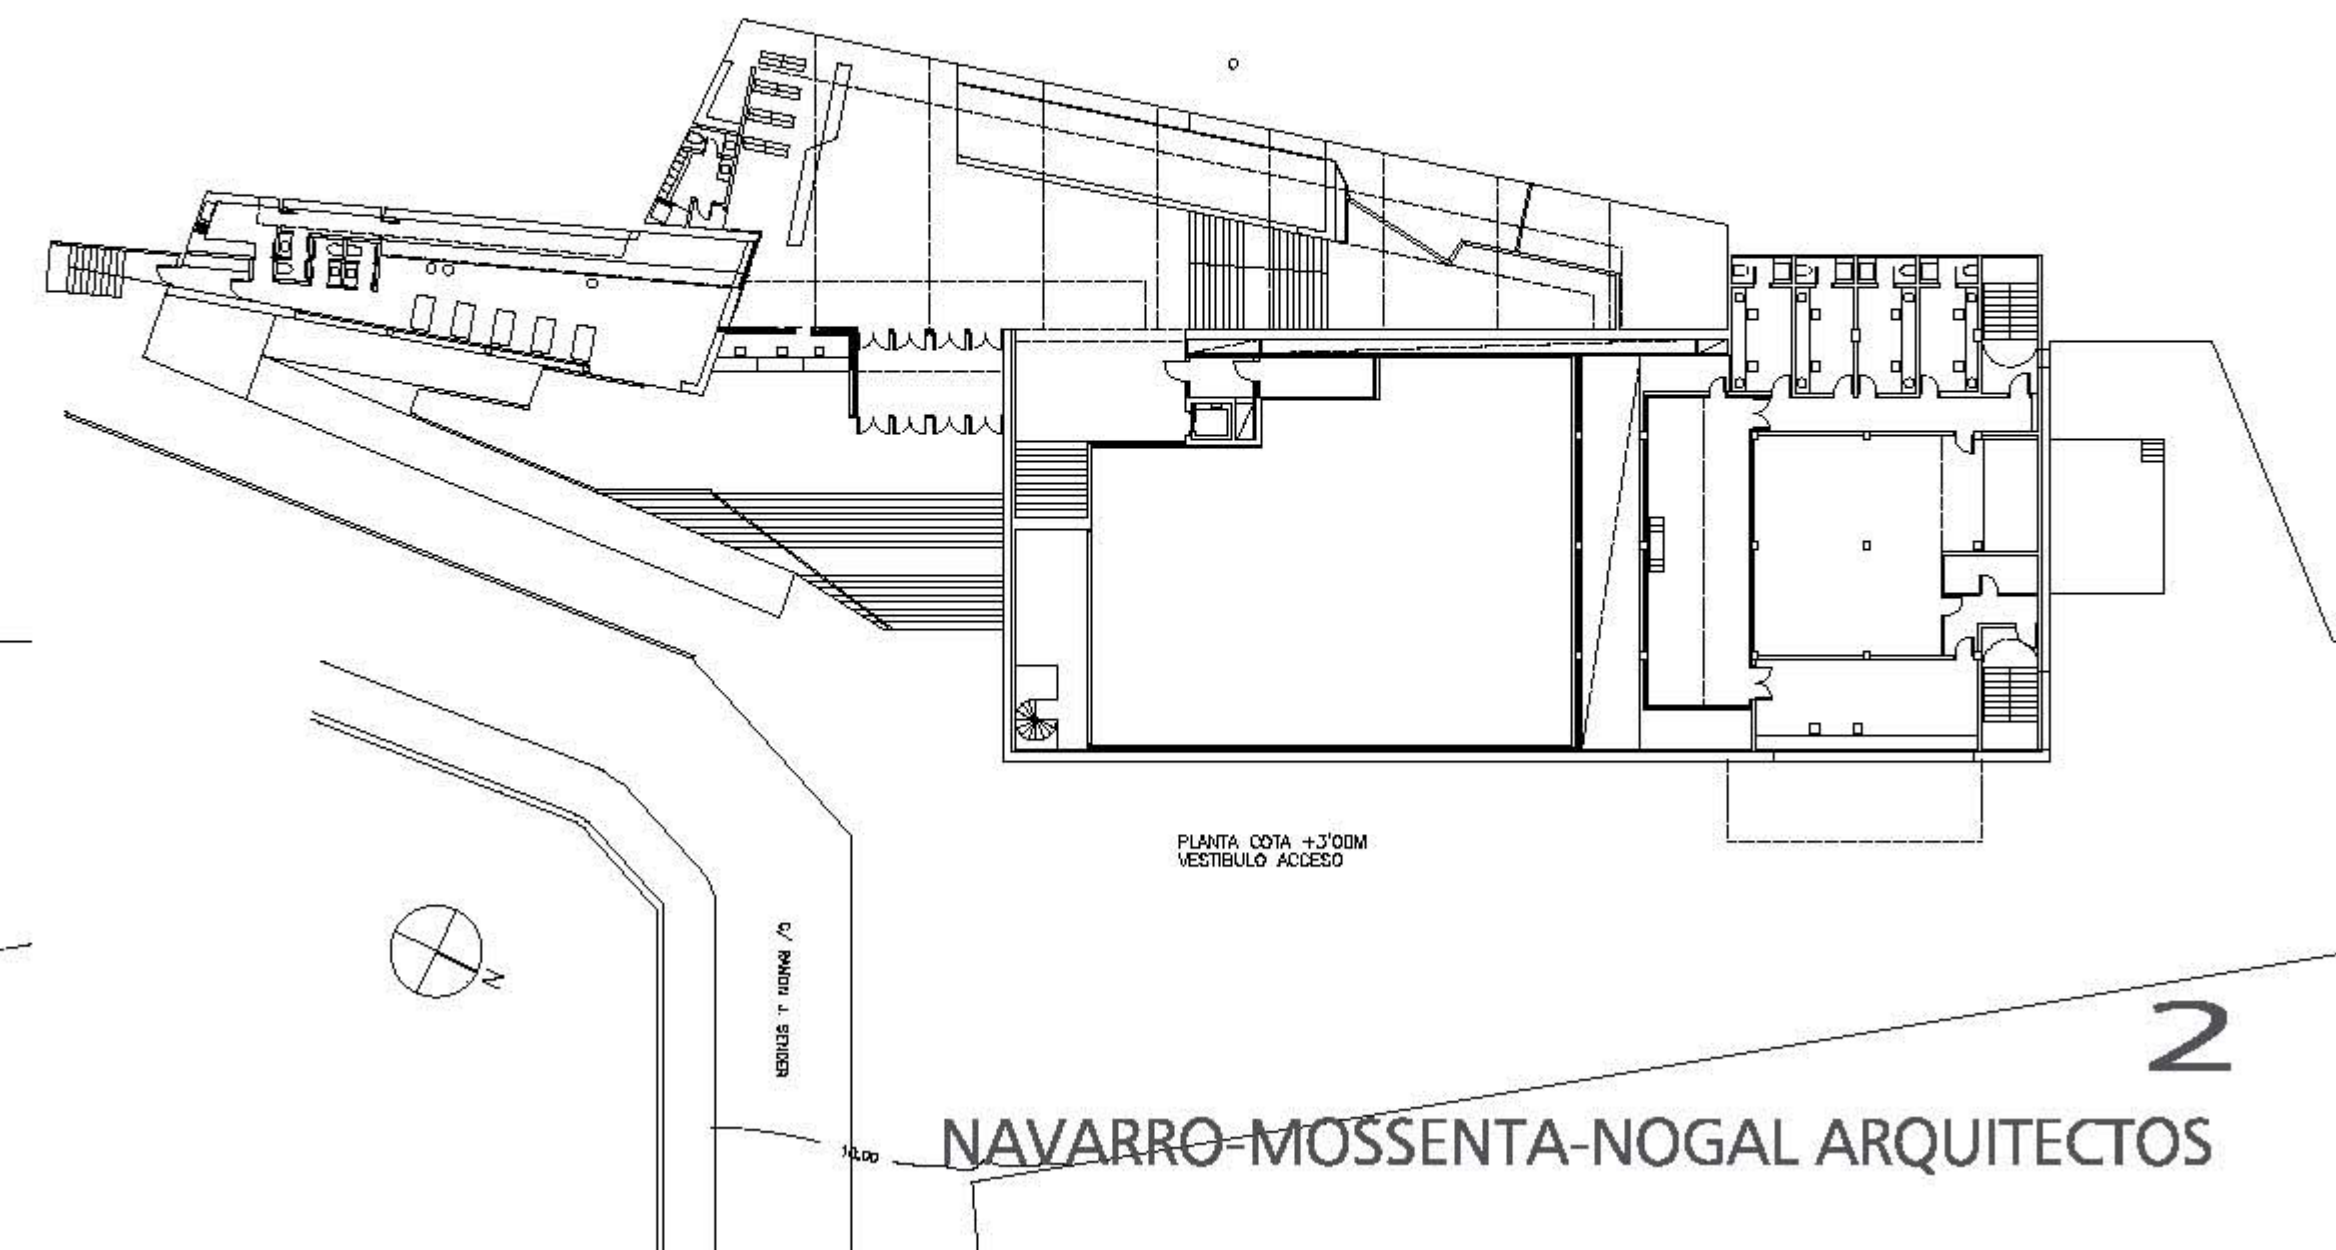 PLANTA COTA +3'00M
VESTIBULO ACCESO
N
C/ RAMON J. SENDER
10.00
2
NAVARRO-MOSSENTA-NOGAL ARQUITECTOS